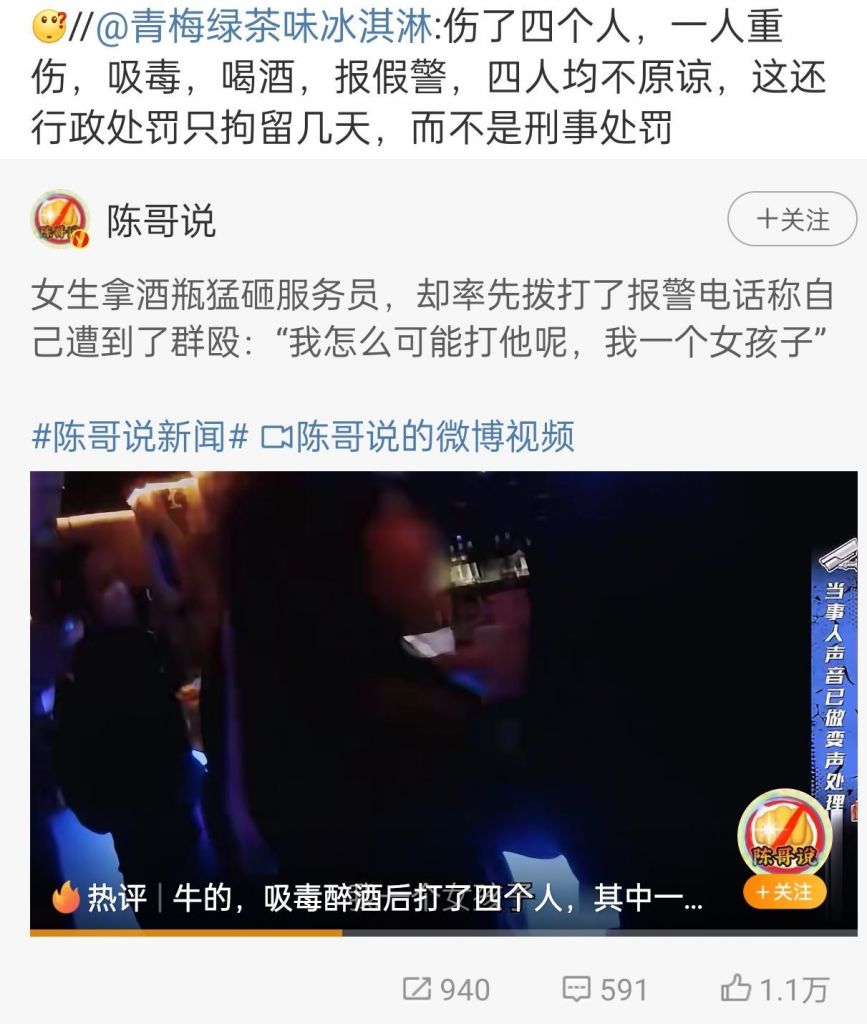 //@青梅绿茶味冰淇淋:伤了四个人，一人重
伤，吸毒，喝酒，报假警，四人均不原谅，这还
行政处罚只拘留几天，而不是刑事处罚
陈哥说
陈哥说
+关注
女生拿酒瓶猛砸服务员，却率先拨打了报警电话称自
己遭到了群殴：“我怎么可能打他呢，我一个女孩子”
#陈哥说新闻# 陈哥说的微博视频
当事人声音已做变声处理
陈哥说
+关注
热评｜牛的，吸毒醉酒后打了四个人，其中一...
940
591
1.1万